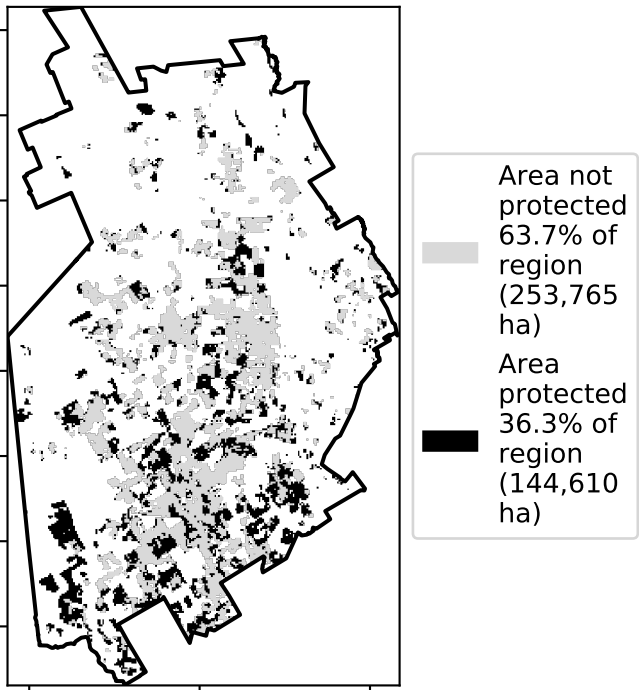 Area not
protected
63.7% of
region
(253,765
ha)
Area
protected
36.3% of
region
(144,610
ha)